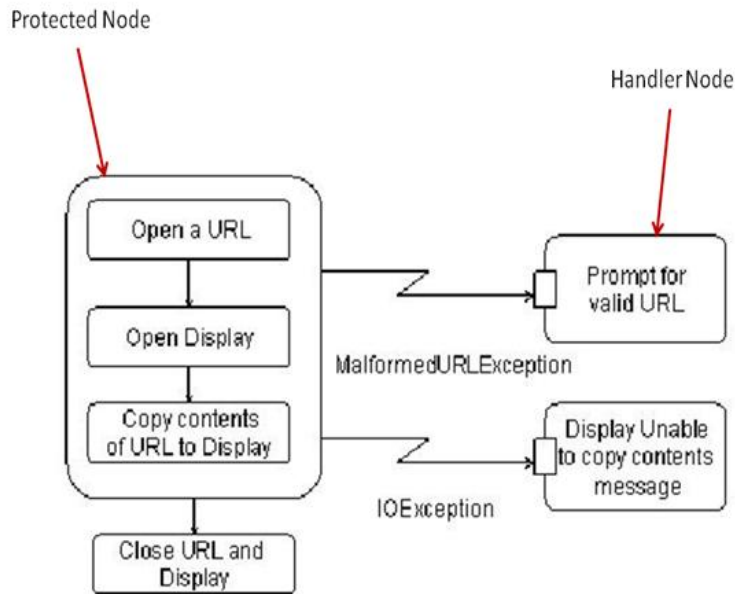 Protected Node
Handler Node
Open a URL
Prompt for
valid URL
Open Display
MalformedURLException
Copy contents
of URL to Display
Display Unable
to copy contents
message
IOException
Close URL and
Display